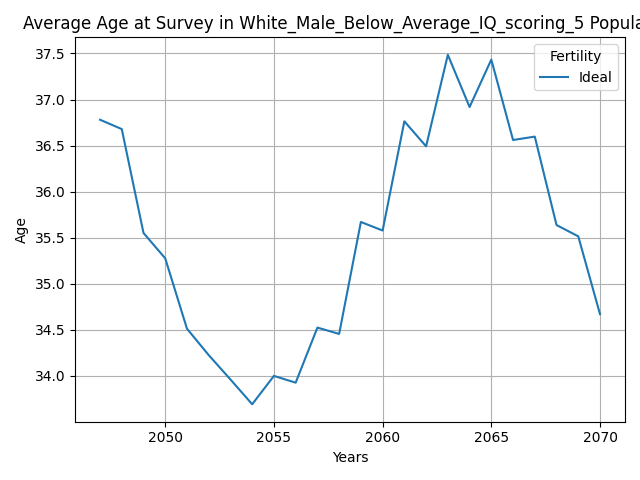 Average Age at Survey in White_Male_Below_Average_IQ_scoring_5 Popula
37.5
37.0
36.5
36.0
35.5
35.0
34.5
34.0
Age
Fertility
Ideal
2050 2055 2060 2065 2070
Years